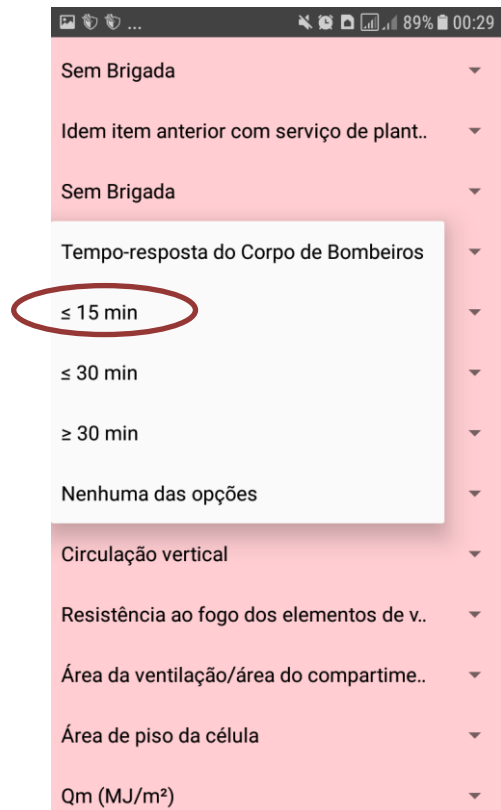 ... 89% 00:29
Sem Brigada
Idem item anterior com serviço de plant..
Sem Brigada
Tempo-resposta do Corpo de Bombeiros
≤ 15 min
≤ 30 min
≥ 30 min
Nenhuma das opções
Circulação vertical
Resistência ao fogo dos elementos de v..
Área da ventilação/área do compartime..
Área de piso da célula
Qm (MJ/m²)